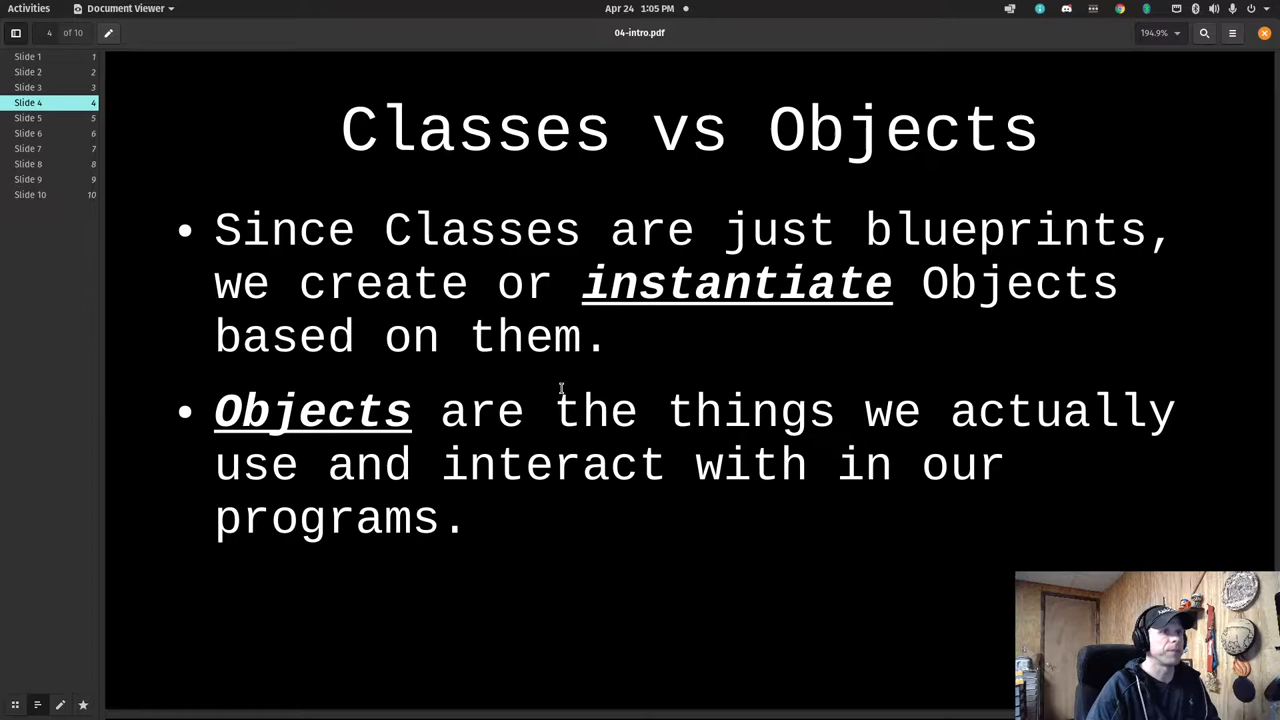 Activities
Document Viewer
Apr 24 1:05 PM
4 of 10
04-intro.pdf
194.9%
Slide 1 1
Slide 2 2
Slide 3 3
Slide 4 4
Slide 5 5
Slide 6 6
Slide 7 7
Slide 8 8
Slide 9 9
Slide 10 10
Classes vs Objects
• Since Classes are just blueprints,
we create or instantiate Objects
based on them.
• Objects are the things we actually
use and interact with in our
programs.